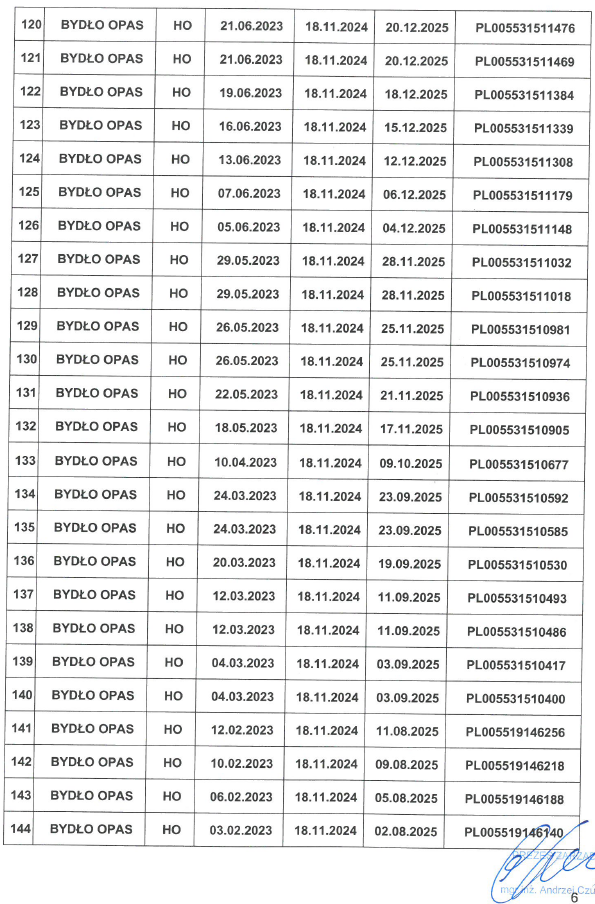 120 BYDŁO OPAS HO 21.06.2023 18.11.2024 20.12.2025 PL005531511476
121 BYDŁO OPAS HO 21.06.2023 18.11.2024 20.12.2025 PL005531511469
122 BYDŁO OPAS HO 19.06.2023 18.11.2024 18.12.2025 PL005531511384
123 BYDŁO OPAS HO 16.06.2023 18.11.2024 15.12.2025 PL005531511339
124 BYDŁO OPAS HO 13.06.2023 18.11.2024 12.12.2025 PL005531511308
125 BYDŁO OPAS HO 07.06.2023 18.11.2024 06.12.2025 PL005531511179
126 BYDŁO OPAS HO 05.06.2023 18.11.2024 04.12.2025 PL005531511148
127 BYDŁO OPAS HO 29.05.2023 18.11.2024 28.11.2025 PL005531511032
128 BYDŁO OPAS HO 29.05.2023 18.11.2024 28.11.2025 PL005531511018
129 BYDŁO OPAS HO 26.05.2023 18.11.2024 25.11.2025 PL005531510981
130 BYDŁO OPAS HO 26.05.2023 18.11.2024 25.11.2025 PL005531510974
131 BYDŁO OPAS HO 22.05.2023 18.11.2024 21.11.2025 PL005531510936
132 BYDŁO OPAS HO 18.05.2023 18.11.2024 17.11.2025 PL005531510905
133 BYDŁO OPAS HO 10.04.2023 18.11.2024 09.10.2025 PL005531510677
134 BYDŁO OPAS HO 24.03.2023 18.11.2024 23.09.2025 PL005531510592
135 BYDŁO OPAS HO 24.03.2023 18.11.2024 23.09.2025 PL005531510585
136 BYDŁO OPAS HO 20.03.2023 18.11.2024 19.09.2025 PL005531510530
137 BYDŁO OPAS HO 12.03.2023 18.11.2024 11.09.2025 PL005531510493
138 BYDŁO OPAS HO 12.03.2023 18.11.2024 11.09.2025 PL005531510486
139 BYDŁO OPAS HO 04.03.2023 18.11.2024 03.09.2025 PL005531510417
140 BYDŁO OPAS HO 04.03.2023 18.11.2024 03.09.2025 PL005531510400
141 BYDŁO OPAS HO 12.02.2023 18.11.2024 11.08.2025 PL005519146256
142 BYDŁO OPAS HO 10.02.2023 18.11.2024 09.08.2025 PL005519146218
143 BYDŁO OPAS HO 06.02.2023 18.11.2024 05.08.2025 PL005519146188
144 BYDŁO OPAS HO 03.02.2023 18.11.2024 02.08.2025 PL005519146140
mgr inż. Andrzej
6